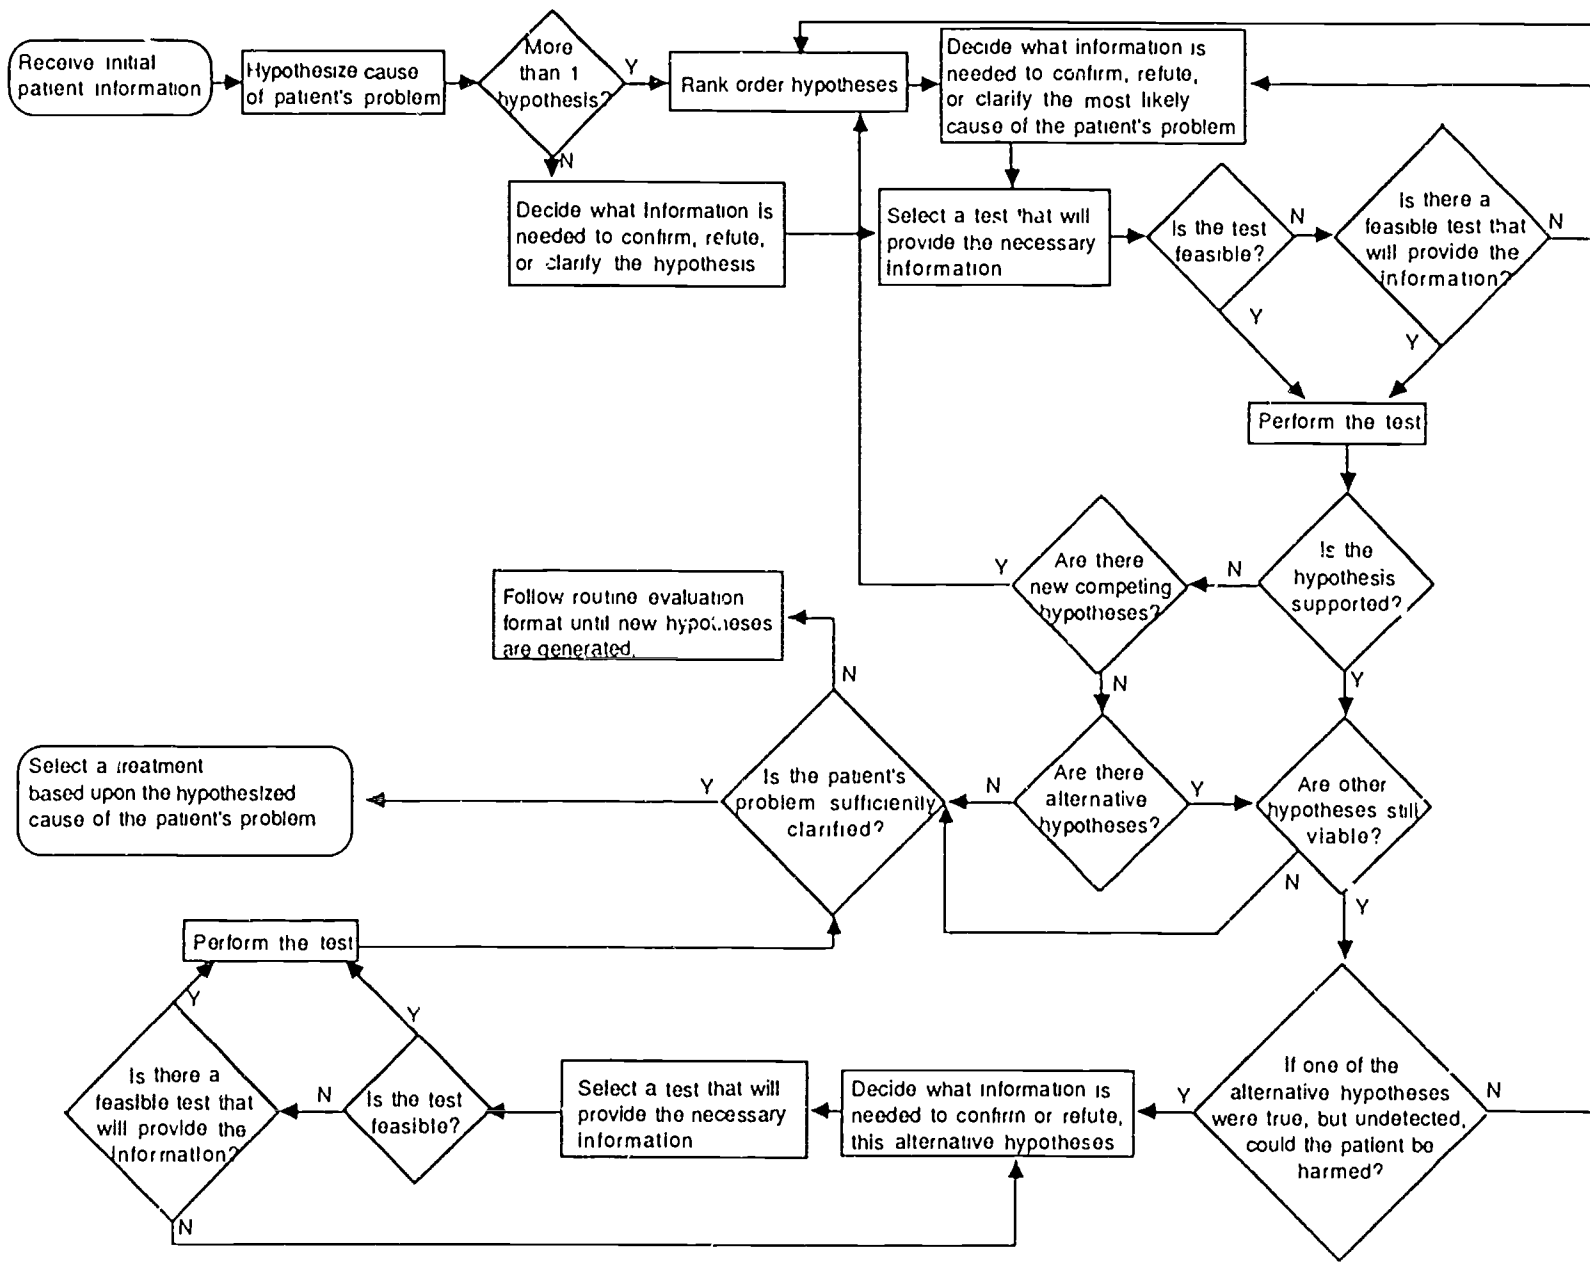 Receive initial
patient information
Hypothesize cause
of patient's problem
More
than 1
hypothesis?
Y
N
Rank order hypotheses
Decide what information is
needed to confirm, refute,
or clarify the most likely
cause of the patient's problem
Decide what Information is
needed to confirm, refute,
or clarify the hypothesis
Select a test that will
provide the necessary
information
Is the test
feasible?
N
Y
Is there a
feasible test that
will provide the
information?
N
Y
Perform the test
Is the
hypothesis
supported?
N
Y
Are there
new competing
hypotheses?
Y
N
Follow routine evaluation
format until new hypotheses
are generated.
N
Is the patient's
problem sufficiently
clarified?
Y
Select a treatment
based upon the hypothesized
cause of the patient's problem
Are there
alternative
hypotheses?
N
Y
Are other
hypotheses still
viable?
N
Y
If one of the
alternative hypotheses
were true, but undetected,
could the patient be
harmed?
Y
N
Decide what information is
needed to confirm or refute,
this alternative hypotheses
Select a test that will
provide the necessary
information
Is the test
feasible?
N
Y
Is there a
feasible test that
will provide the
information?
Y
N
Perform the test